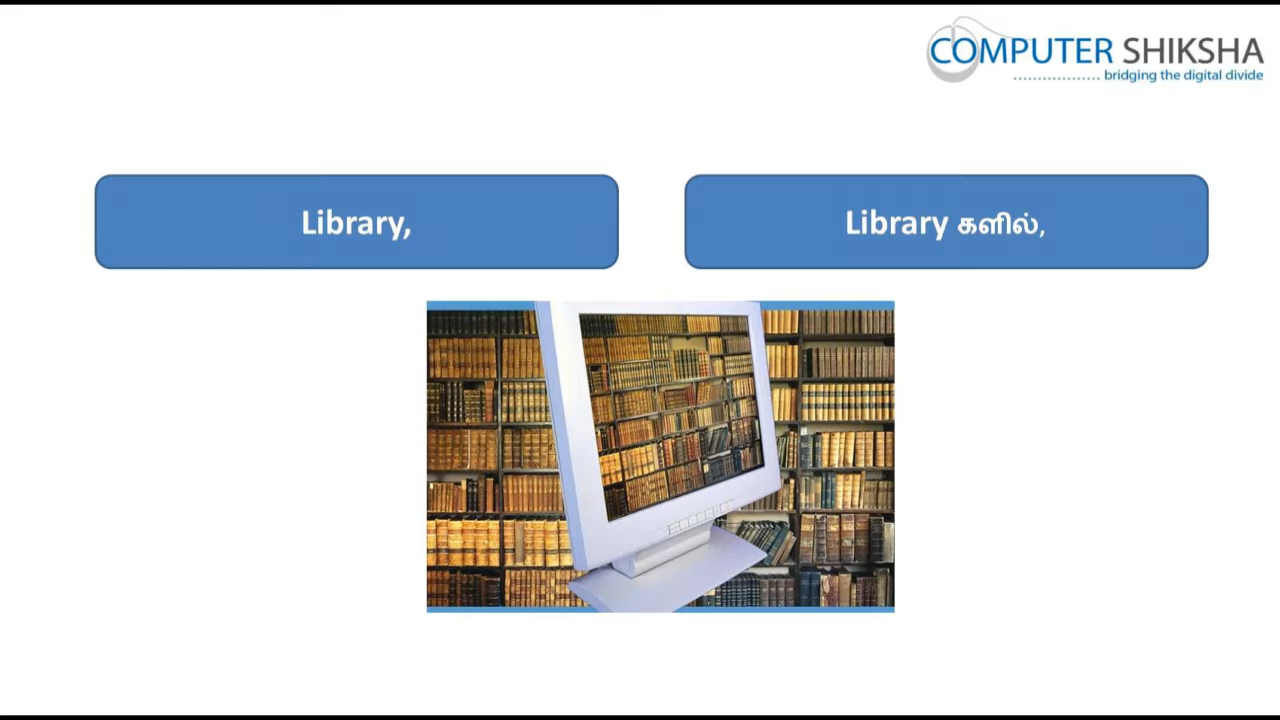 COMPUTER SHIKSHA
.................. bridging the digital divide
Library,
Library களில்,